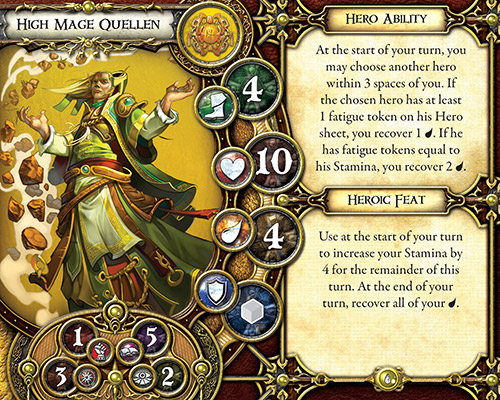 High Mage Quellen
4
10
4
1 5
3 2
Hero Ability
At the start of your turn, you
may choose another hero
within 3 spaces of you. If
the chosen hero has at least
1 fatigue token on his Hero
sheet, you recover 1 . If he
has fatigue tokens equal to
his Stamina, you recover 2 .
Heroic Feat
Use at the start of your turn
to increase your Stamina by
4 for the remainder of this
turn. At the end of your
turn, recover all of your .